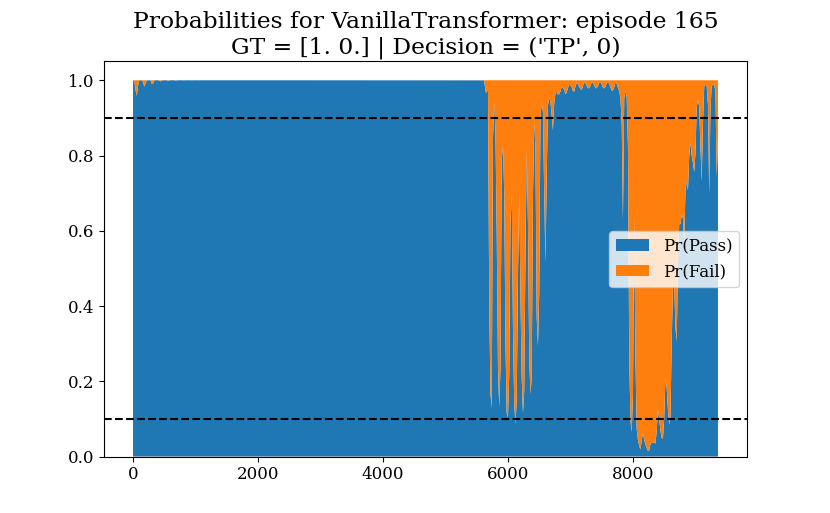 Probabilities for VanillaTransformer: episode 165
GT = [1. 0.] | Decision = ('TP', 0)
1.0
0.8
0.6
0.4
0.2
0.0
Pr(Pass)
Pr(Fail)
0
2000
4000
6000
8000